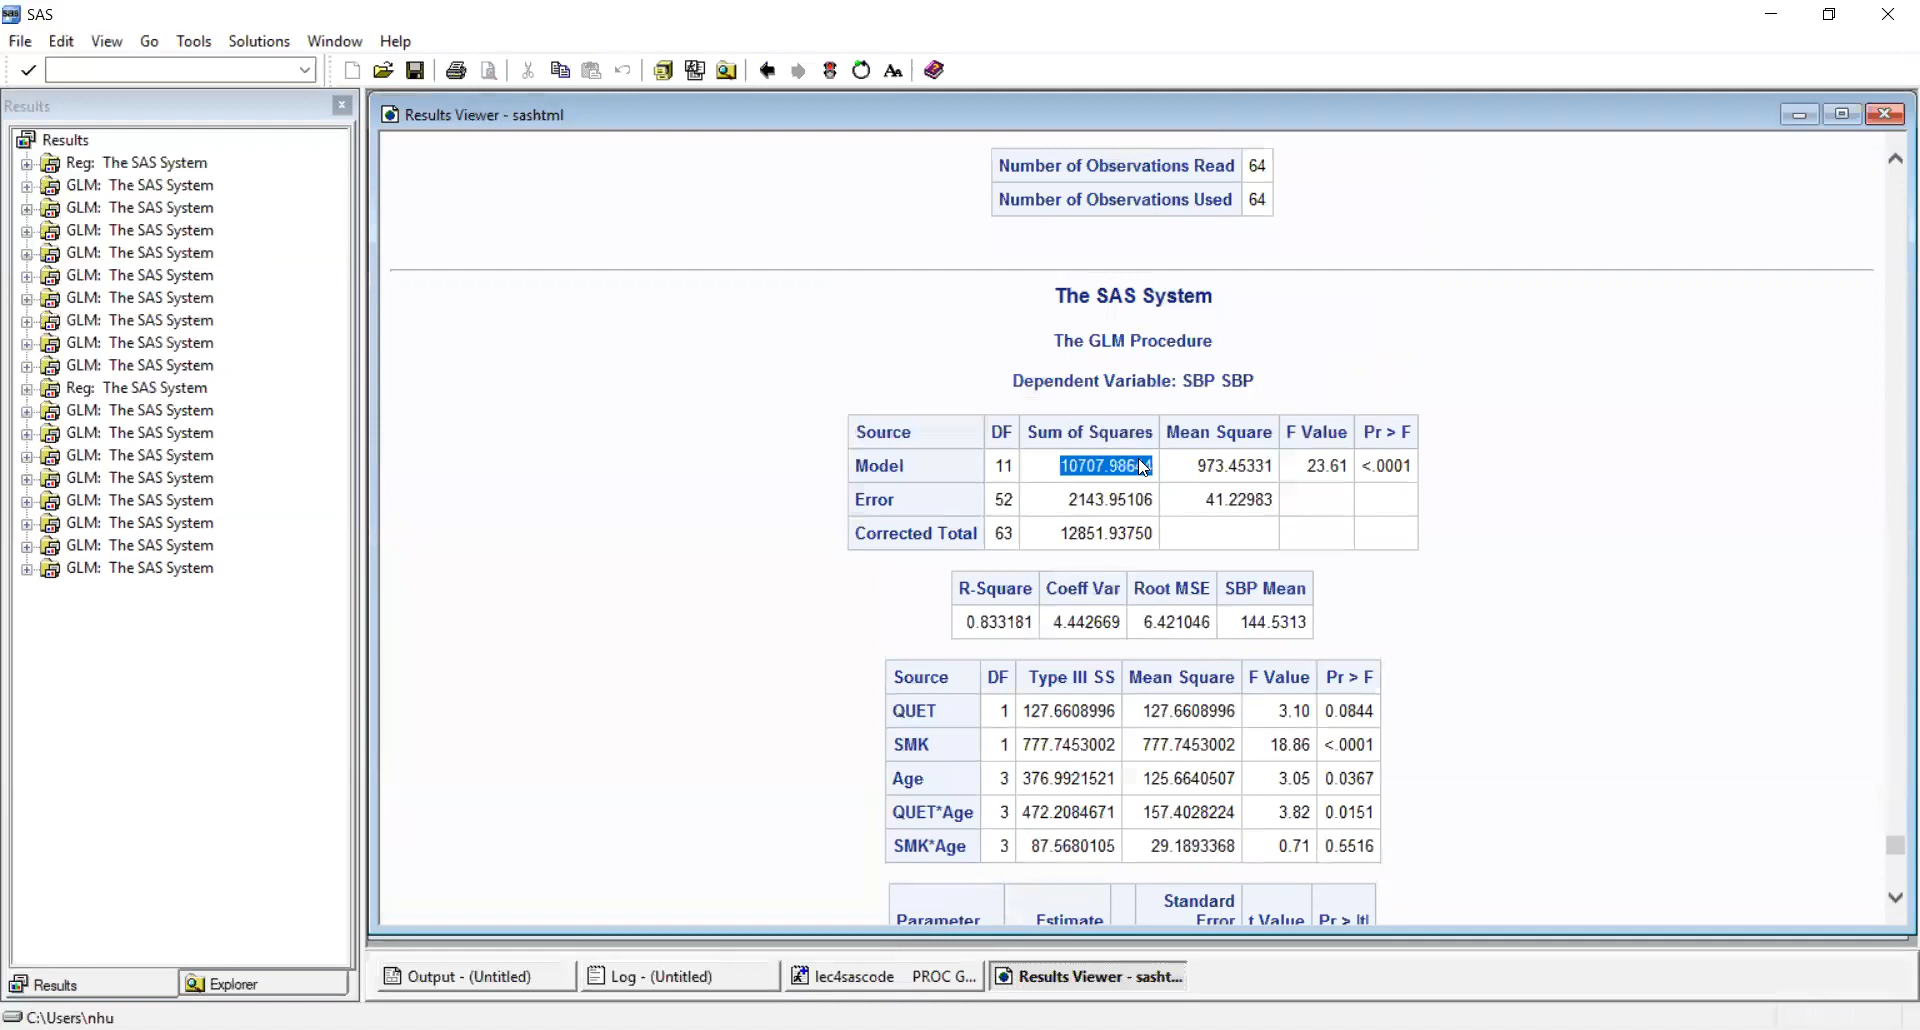 SAS
File Edit View Go Tools Solutions Window Help
Results
Results Viewer - sashtml
Results
Reg: The SAS System
GLM: The SAS System
GLM: The SAS System
GLM: The SAS System
GLM: The SAS System
GLM: The SAS System
GLM: The SAS System
GLM: The SAS System
GLM: The SAS System
GLM: The SAS System
Reg: The SAS System
GLM: The SAS System
GLM: The SAS System
GLM: The SAS System
GLM: The SAS System
GLM: The SAS System
GLM: The SAS System
GLM: The SAS System
GLM: The SAS System
Number of Observations Read 64
Number of Observations Used 64
The SAS System
The GLM Procedure
Dependent Variable: SBP SBP
Source DF Sum of Squares Mean Square F Value Pr > F
Model 11 973.45331 23.61 <.0001
Error 52 2143.95106 41.22983
Corrected Total 63 12851.93750
R-Square Coeff Var Root MSE SBP Mean
0.833181 4.442669 6.421046 144.5313
Source DF Type III SS Mean Square F Value Pr > F
QUET 1 127.6608996 127.6608996 3.10 0.0844
SMK 1 777.7453002 777.7453002 18.86 <.0001
Age 3 376.9921521 125.6640507 3.05 0.0367
QUET*Age 3 472.2084671 157.4028224 3.82 0.0151
SMK*Age 3 87.5680105 29.1893368 0.71 0.5516
Standard
Parameter Estimate Error t Value Pr > |t|
Results Explorer
Output - (Untitled) Log - (Untitled) lec4sascode PROC G... Results Viewer - sasht...
C:\Users\nhu